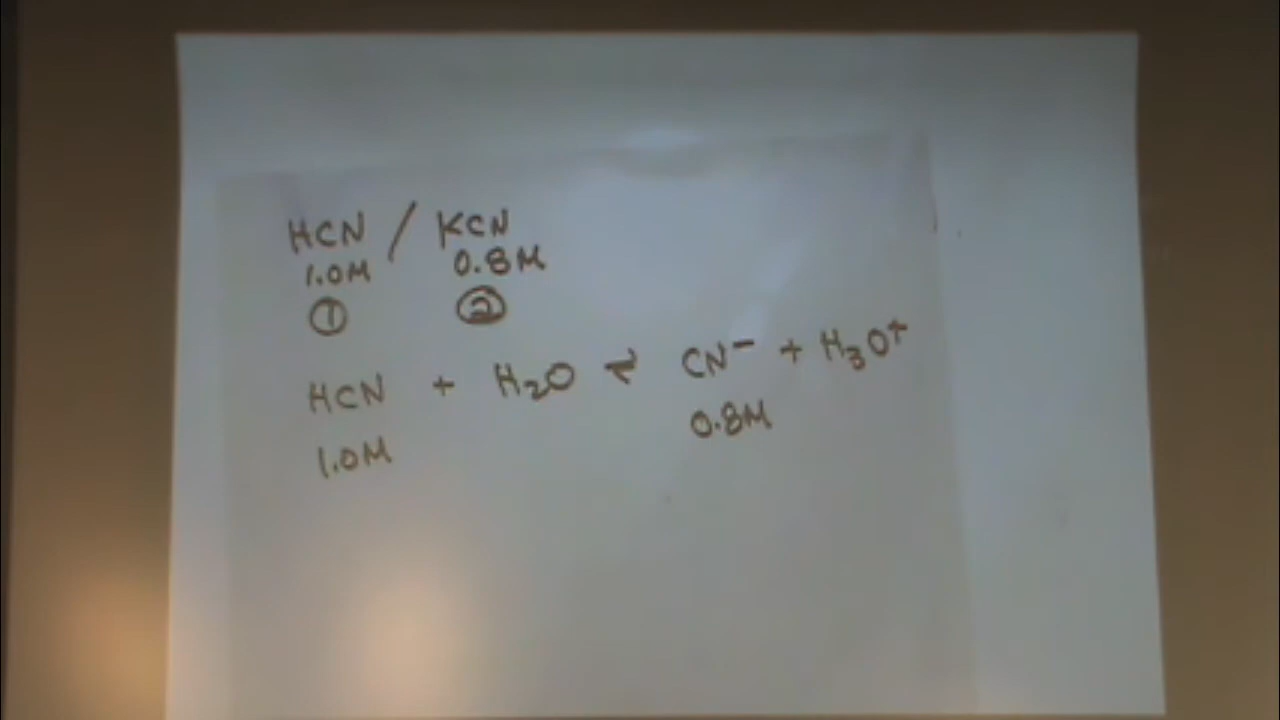 HCN / KCN
1.0M 0.8M
① ②
HCN + H₂O ⇌ CN⁻ + H₃O⁺
1.0M 0.8M